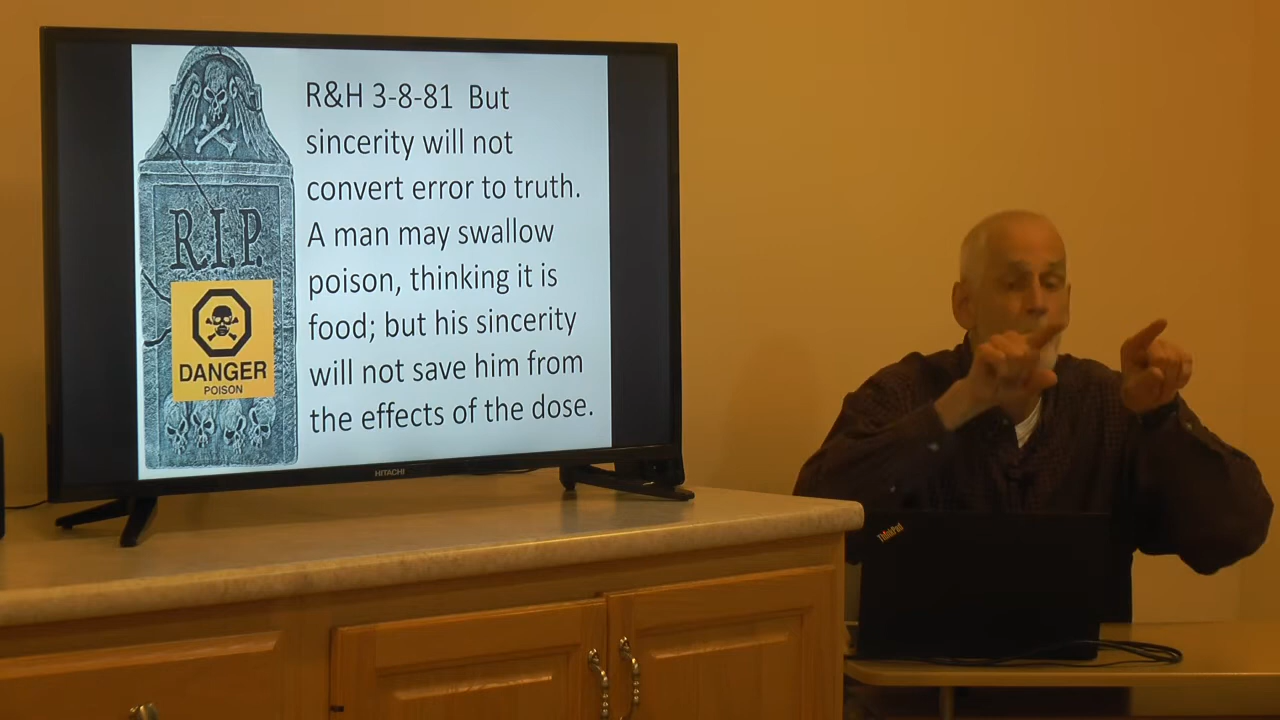 R&H 3-8-81 But
sincerity will not
convert error to truth.
A man may swallow
poison, thinking it is
food; but his sincerity
will not save him from
the effects of the dose.
R.I.P.
DANGER
POISON
HITACHI
ThinkPad